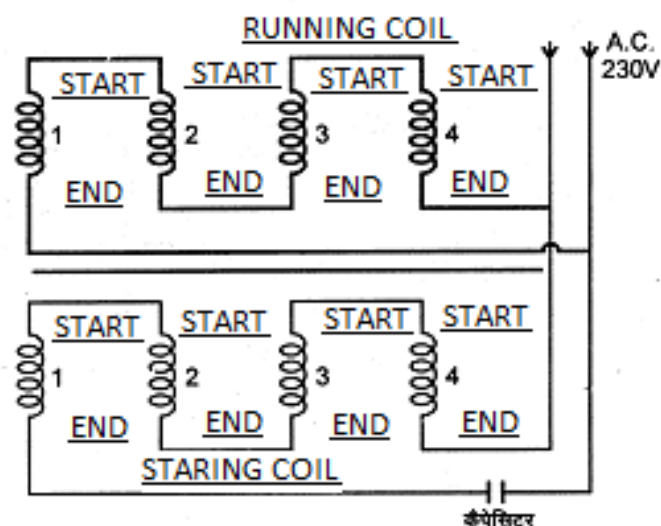 RUNNING COIL
A.C.
230V
START START START START
1 2 3 4
END END END END
START START START START
1 2 3 4
END END END END
STARING COIL
कैपेसिटर